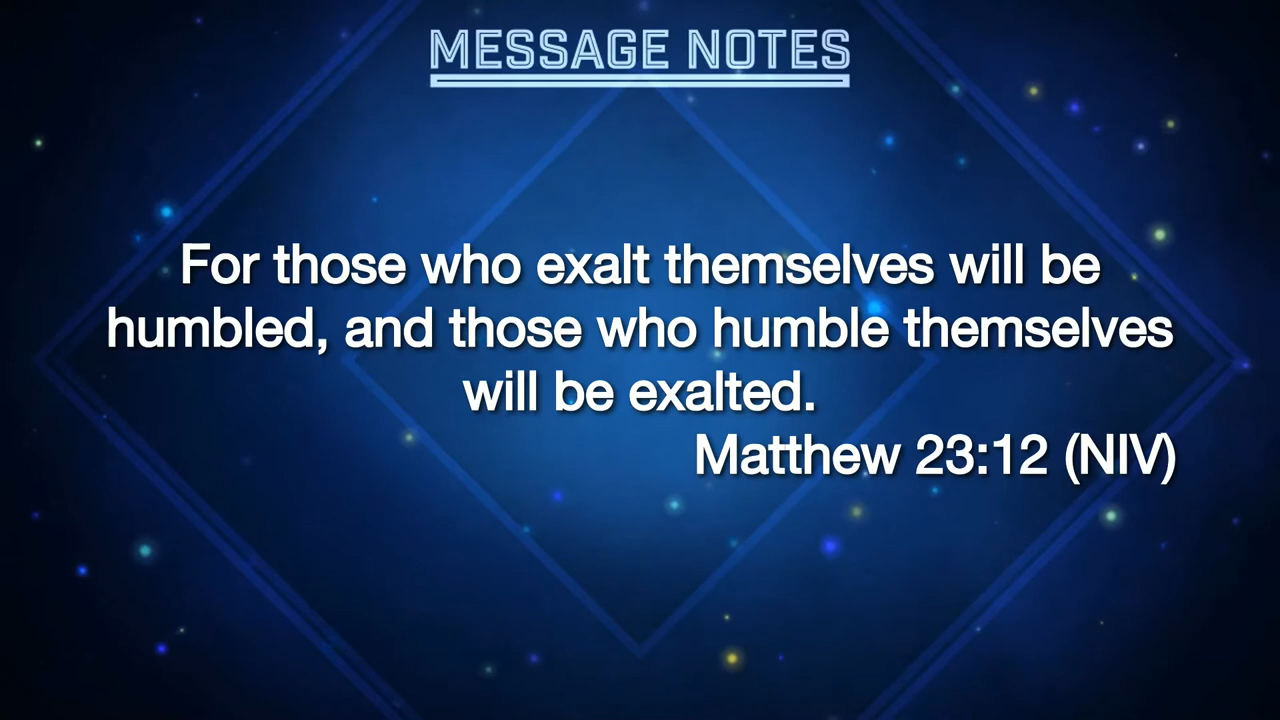 MESSAGE NOTES
For those who exalt themselves will be
humbled, and those who humble themselves
will be exalted.
Matthew 23:12 (NIV)